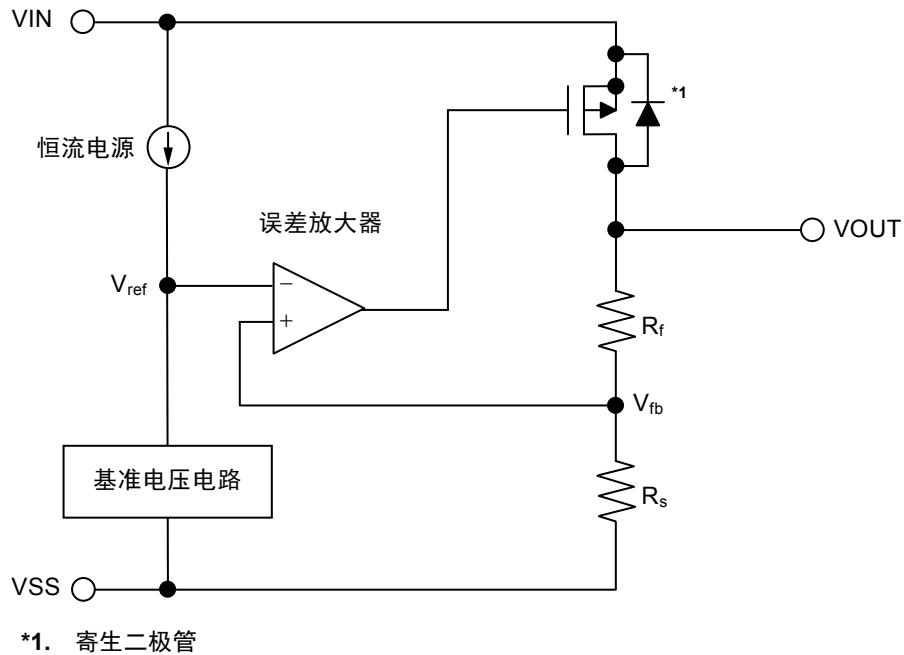 VIN
*1
恒流电源
误差放大器
VOUT
Vref
−
+
Rf
Vfb
基准电压电路
Rs
VSS
*1. 寄生二极管